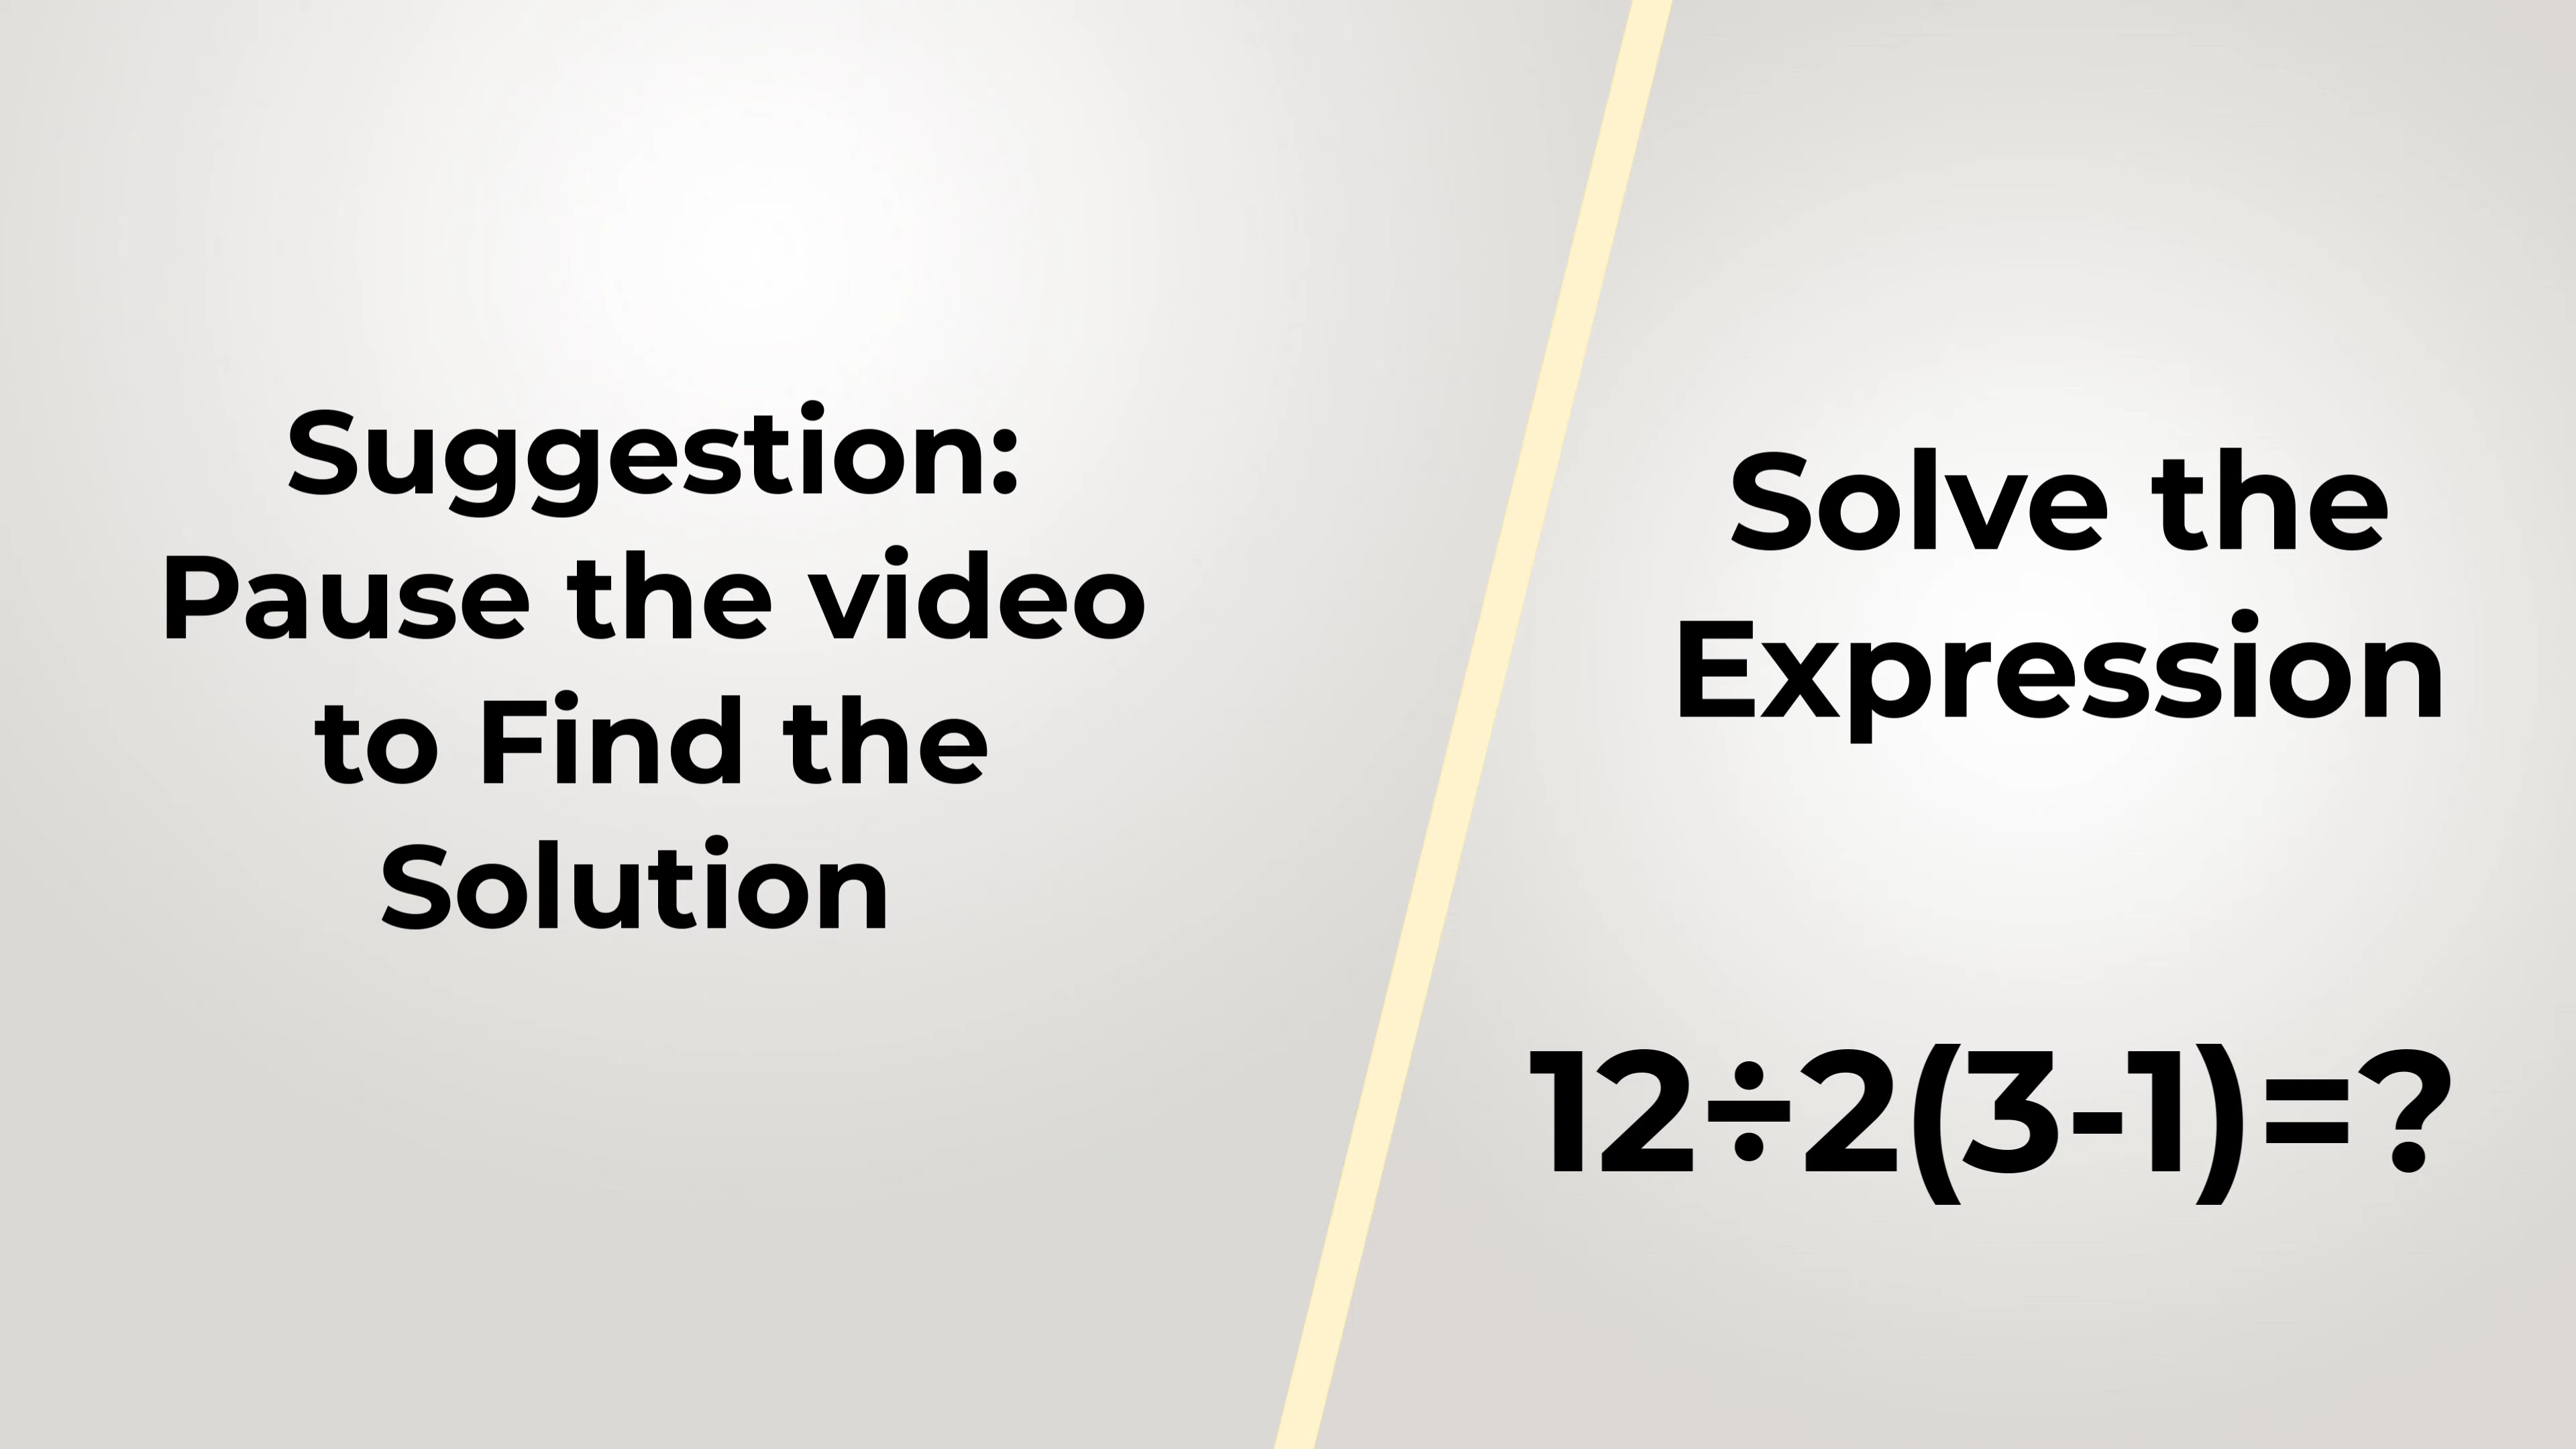 Suggestion:
Pause the video
to Find the
Solution
Solve the
Expression
12÷2(3-1)=?